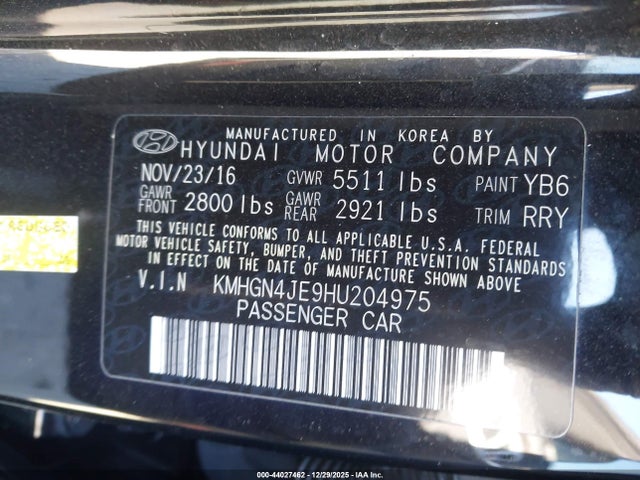 MANUFACTURED IN KOREA BY
HYUNDAI MOTOR COMPANY
NOV/23/16 GVWR 5511 lbs PAINT YB6
GAWR FRONT 2800 lbs GAWR REAR 2921 lbs TRIM RRY
THIS VEHICLE CONFORMS TO ALL APPLICABLE U.S.A. FEDERAL
MOTOR VEHICLE SAFETY, BUMPER, AND THEFT PREVENTION STANDARDS
IN EFFECT ON THE DATE OF MANUFACTURE SHOWN ABOVE
V.I.N KMHGN4JE9HU204975
PASSENGER CAR
000-44027462 - 12/29/2025 - IAA Inc.